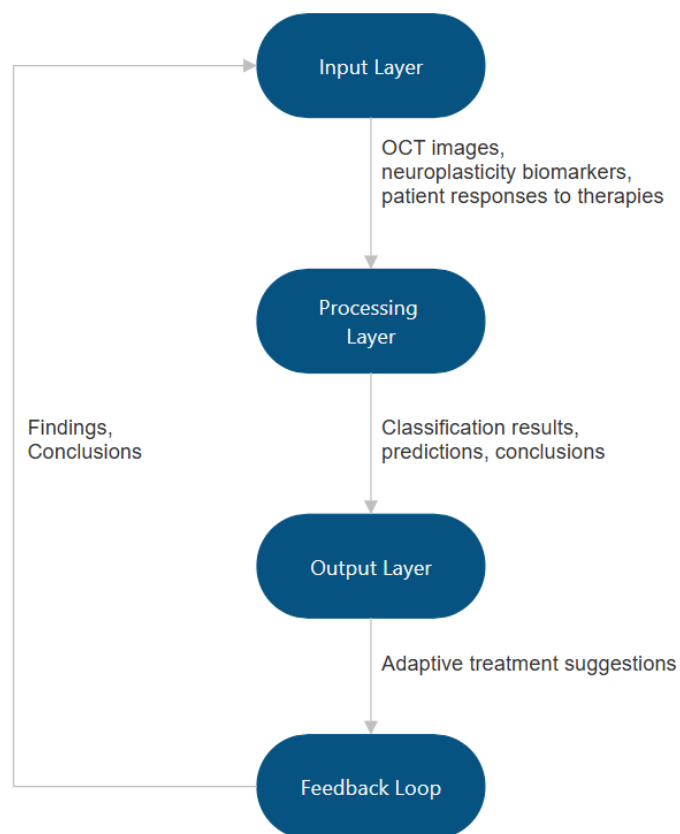 Input Layer
OCT images,
neuroplasticity biomarkers,
patient responses to therapies
Processing
Layer
Findings,
Conclusions
Classification results,
predictions, conclusions
Output Layer
Adaptive treatment suggestions
Feedback Loop